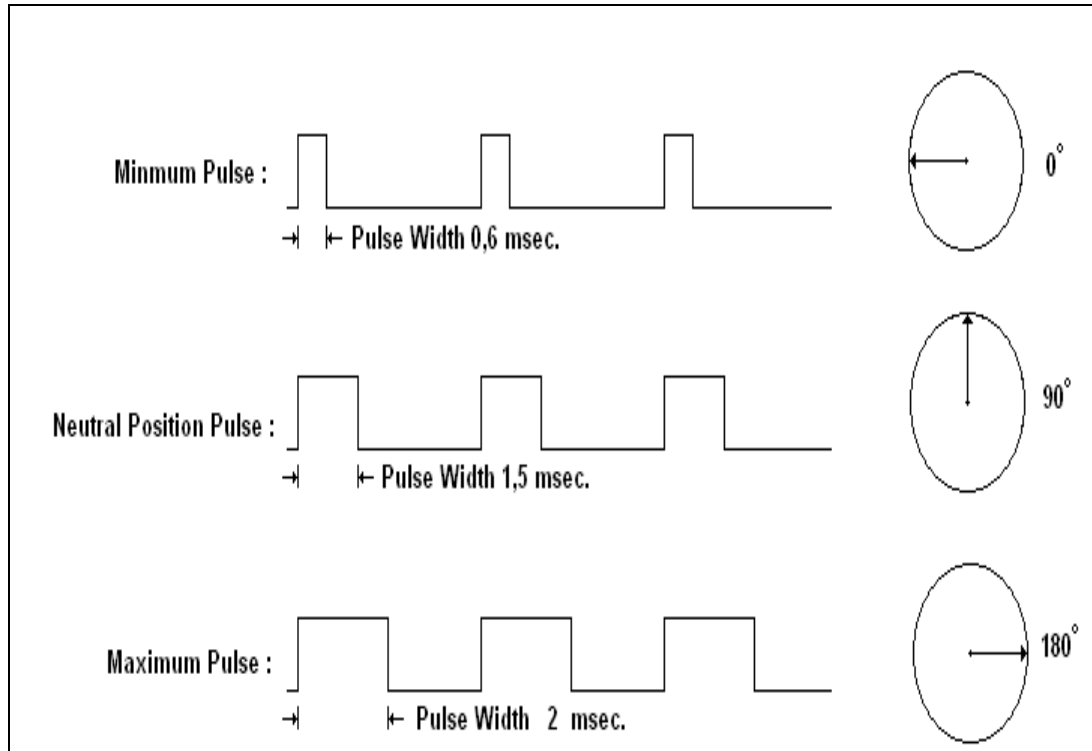 Minmum Pulse :
0°
Pulse Width 0,6 msec.
Neutral Position Pulse :
90°
Pulse Width 1,5 msec.
Maximum Pulse :
180°
Pulse Width 2 msec.